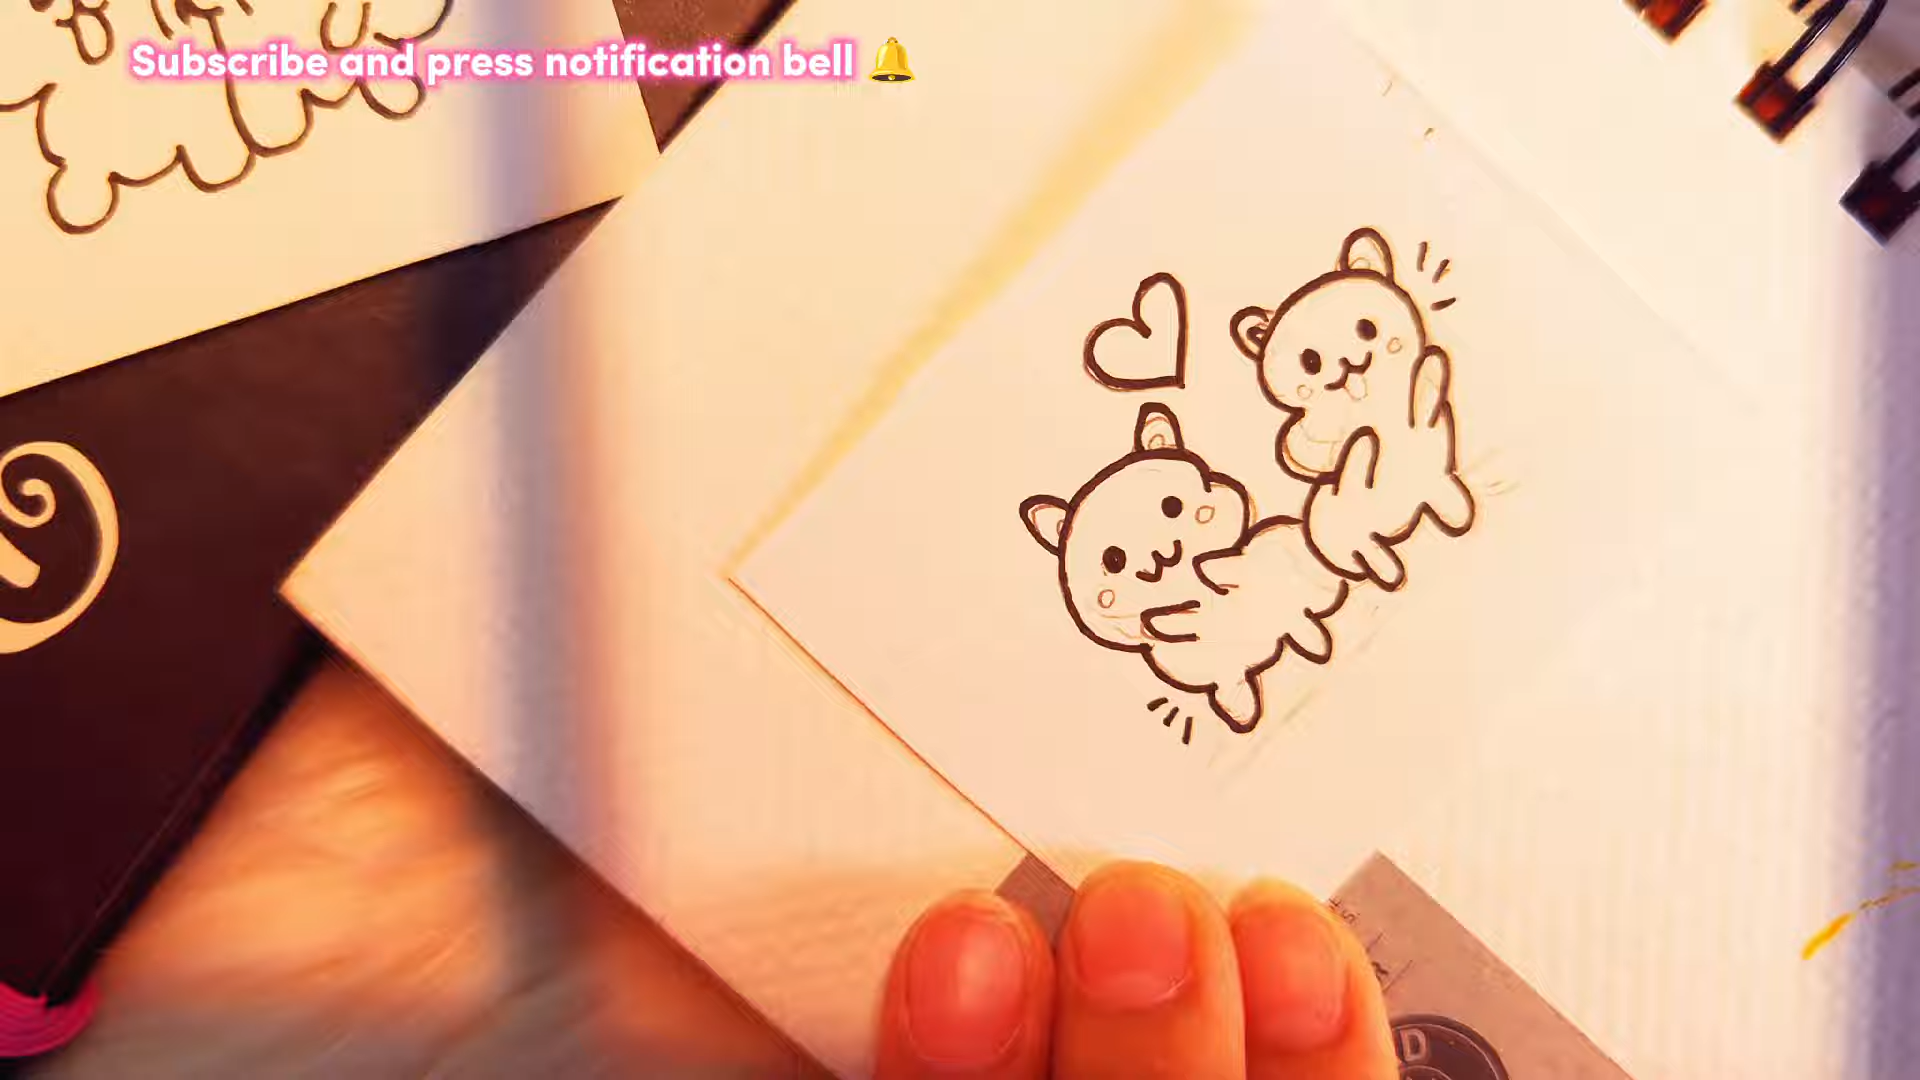 Subscribe and press notification bell 🔔